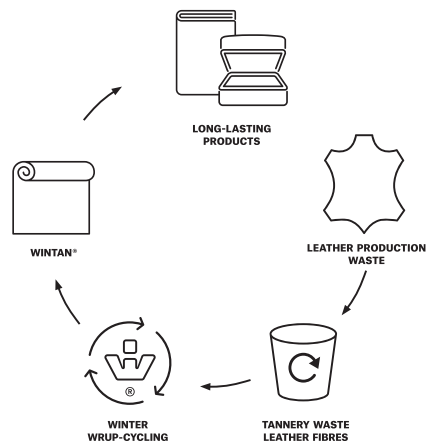 LONG-LASTING
PRODUCTS
LEATHER PRODUCTION
WASTE
WINTAN®
®
WINTER
WRUP-CYCLING
TANNERY WASTE
LEATHER FIBRES